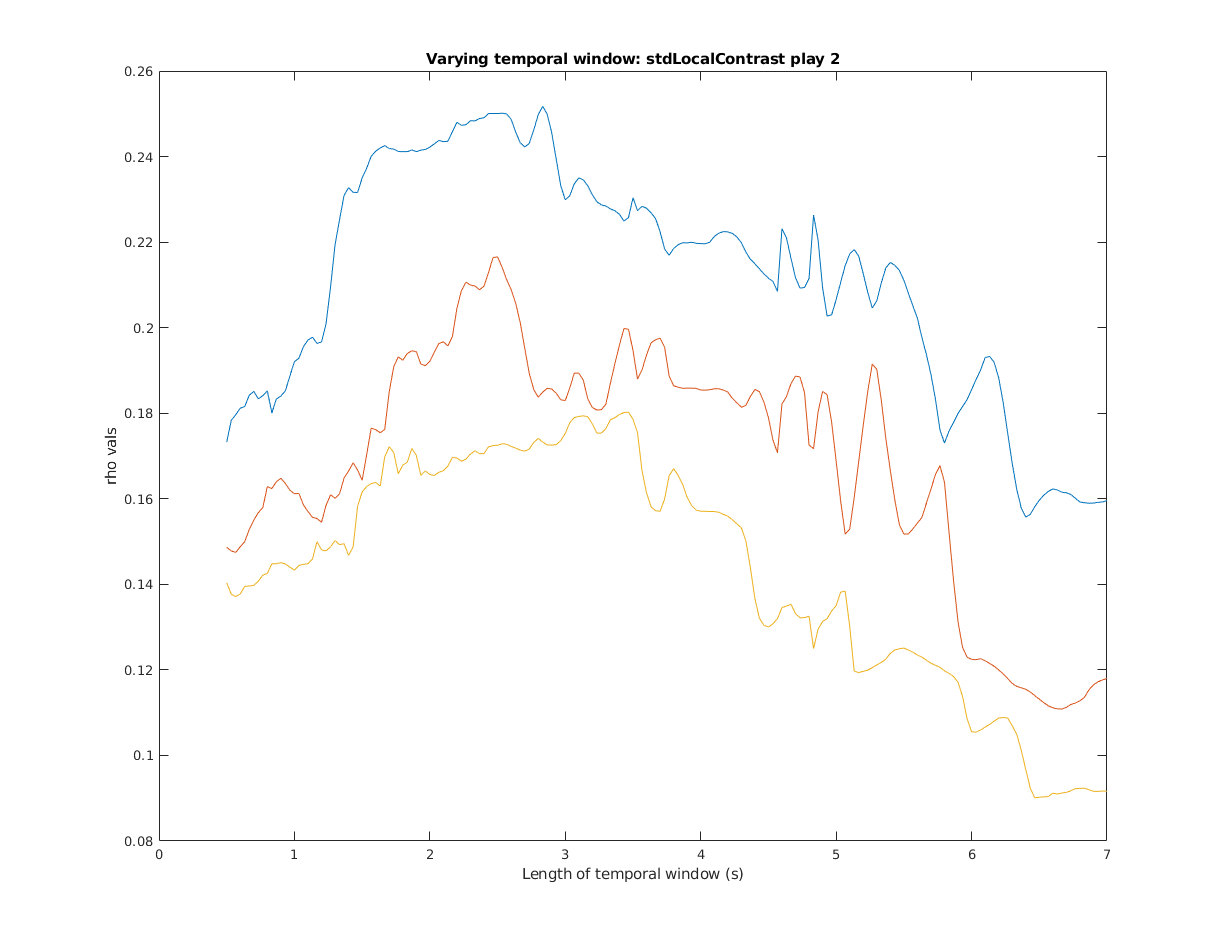 Varying temporal window: stdLocalContrast play 2
0.26
0.24
0.22
0.2
0.18
0.16
0.14
0.12
0.1
0.08
rho vals
0 1 2 3 4 5 6 7
Length of temporal window (s)